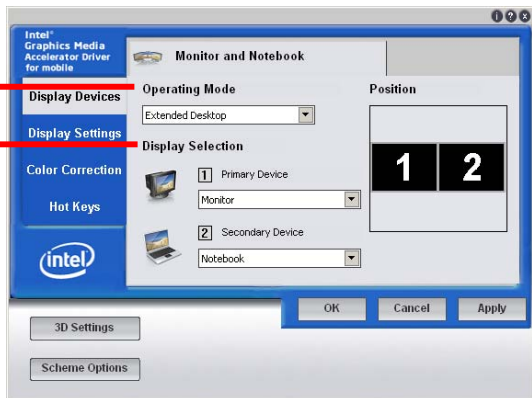 Intel®
Graphics Media
Accelerator Driver
for mobile
Monitor and Notebook
Display Devices
Display Settings
Color Correction
Hot Keys
intel
Operating Mode
Extended Desktop
Display Selection
1 Primary Device
Monitor
2 Secondary Device
Notebook
Position
1 2
OK Cancel Apply
3D Settings
Scheme Options